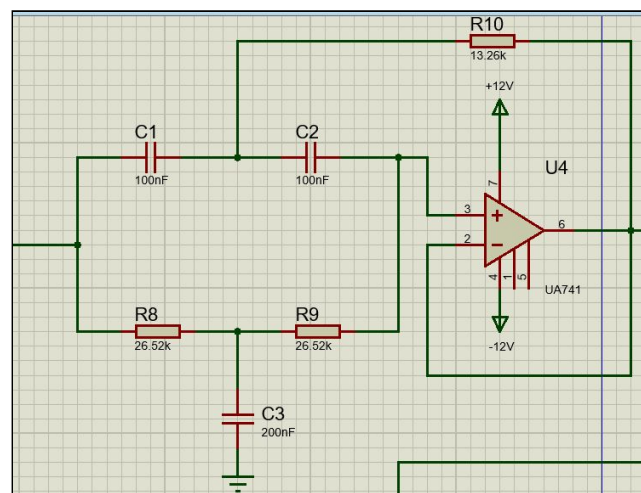 R10
13.26k
+12V
C1
100nF
C2
100nF
U4
7
3
2
6
4
1
5
UA741
-12V
R8
26.52k
R9
26.52k
C3
200nF